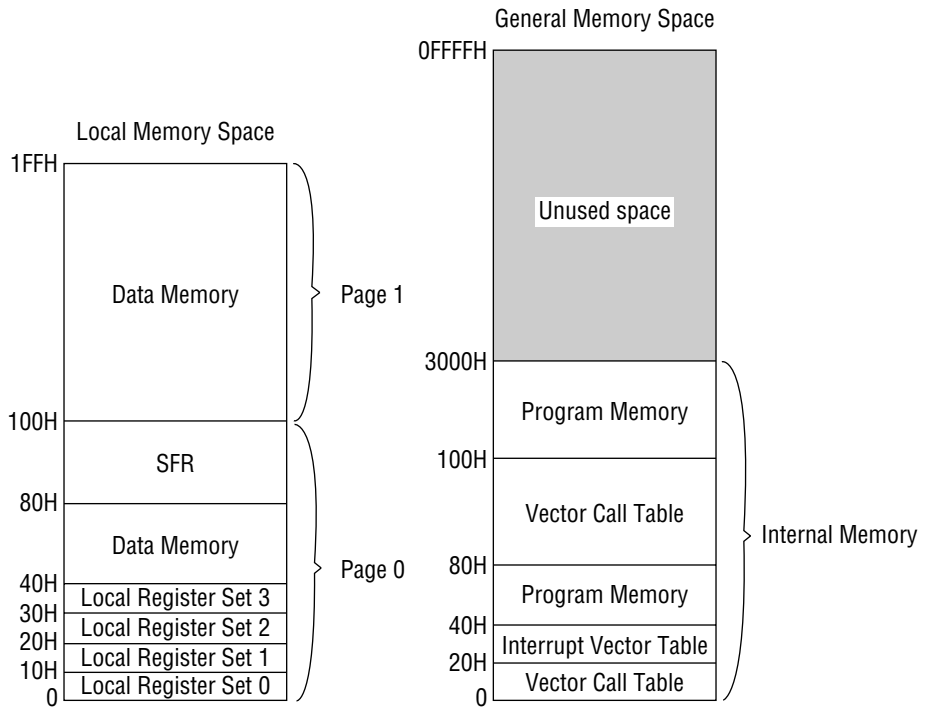 General Memory Space
0FFFFH
Unused space
3000H
Program Memory
100H
Vector Call Table
80H
Program Memory
40H
Interrupt Vector Table
20H
Vector Call Table
0
Internal Memory
Local Memory Space
1FFH
Data Memory
Page 1
100H
SFR
80H
Data Memory
Page 0
40H
Local Register Set 3
30H
Local Register Set 2
20H
Local Register Set 1
10H
Local Register Set 0
0